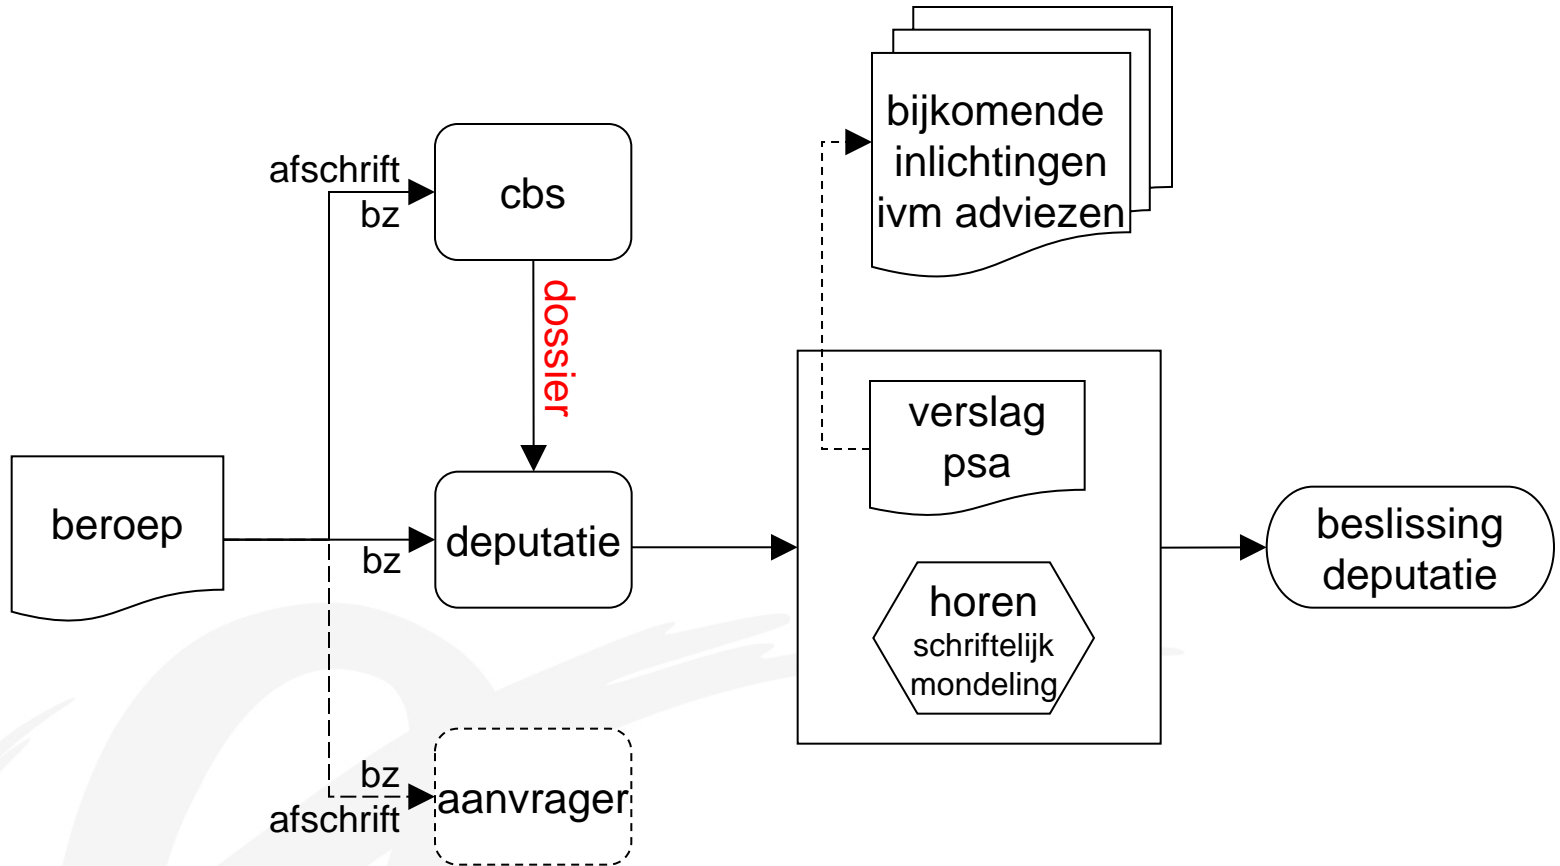 bijkomende
inlichtingen
ivm adviezen
afschrift
bz
cbs
dossier
verslag
psa
beroep
bz
deputatie
beslissing
deputatie
horen
schriftelijk
mondeling
bz
afschrift
aanvrager